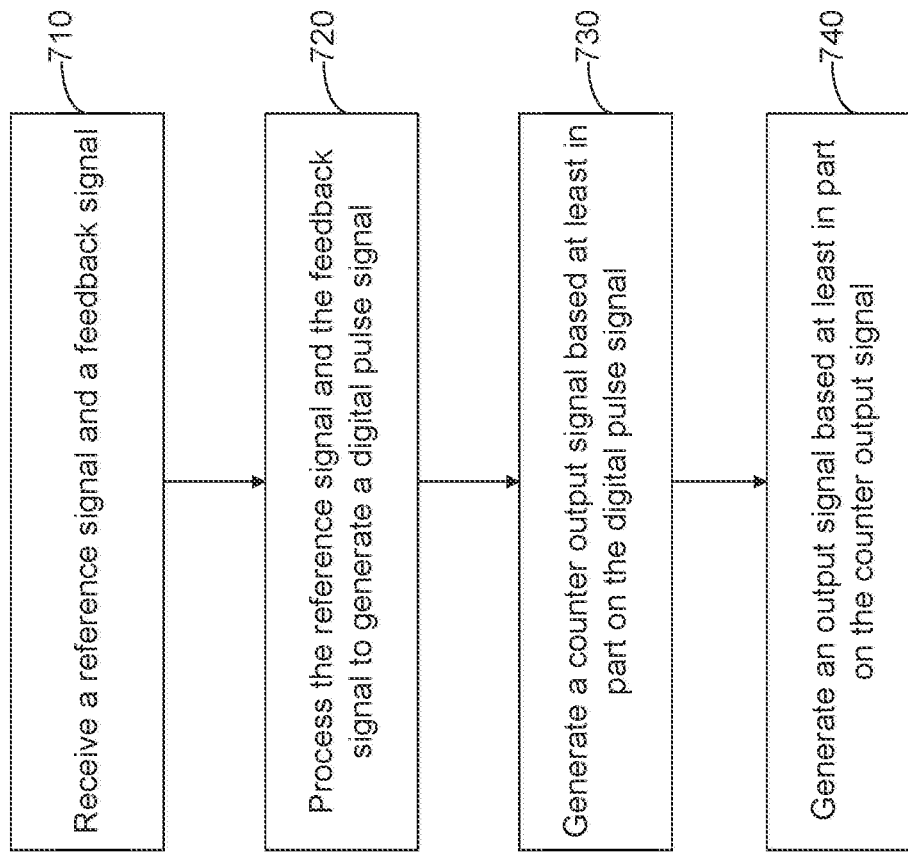 Receive a reference signal and a feedback signal
710
Process the reference signal and the feedback
signal to generate a digital pulse signal
720
Generate a counter output signal based at least in
part on the digital pulse signal
730
Generate an output signal based at least in part
on the counter output signal
740